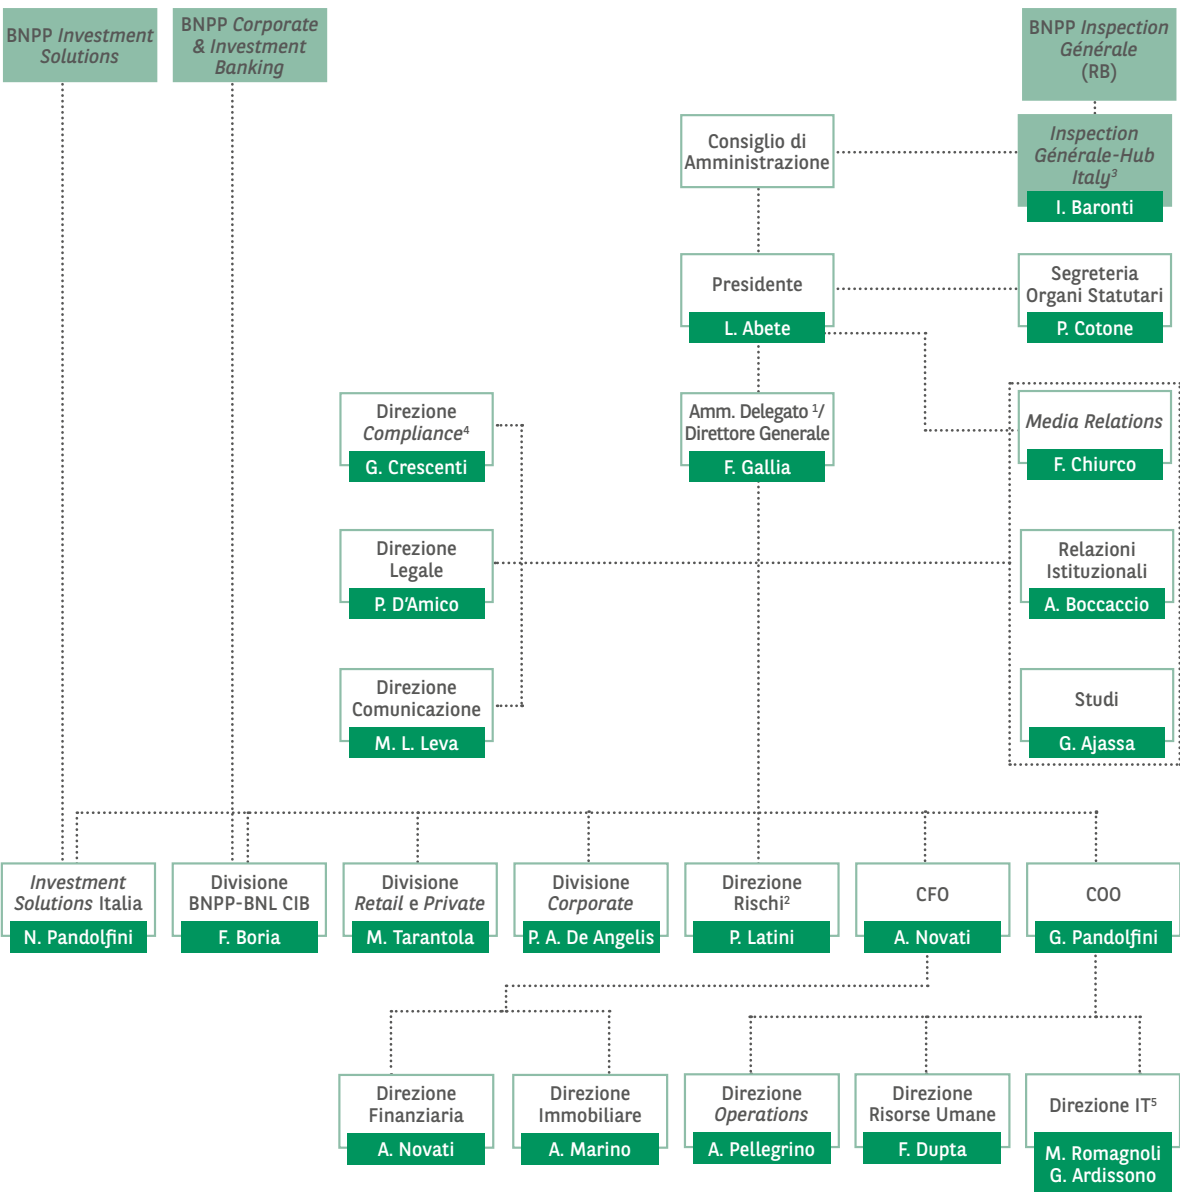 BNPP Investment
Solutions
BNPP Corporate
& Investment
Banking
BNPP Inspection
Générale
(RB)
Consiglio di
Amministrazione
Inspection
Générale-Hub
Italy³
I. Baronti
Presidente
L. Abete
Segreteria
Organi Statutari
P. Cotone
Direzione
Compliance⁴
G. Crescenti
Amm. Delegato ¹/
Direttore Generale
F. Gallia
Media Relations
F. Chiurco
Direzione
Legale
P. D'Amico
Relazioni
Istituzionali
A. Boccaccio
Direzione
Comunicazione
M. L. Leva
Studi
G. Ajassa
Investment
Solutions Italia
N. Pandolfini
Divisione
BNPP-BNL CIB
F. Boria
Divisione
Retail e Private
M. Tarantola
Divisione
Corporate
P. A. De Angelis
Direzione
Rischi²
P. Latini
CFO
A. Novati
COO
G. Pandolfini
Direzione
Finanziaria
A. Novati
Direzione
Immobiliare
A. Marino
Direzione
Operations
A. Pellegrino
Direzione
Risorse Umane
F. Dupta
Direzione IT⁵
M. Romagnoli
G. Ardissono